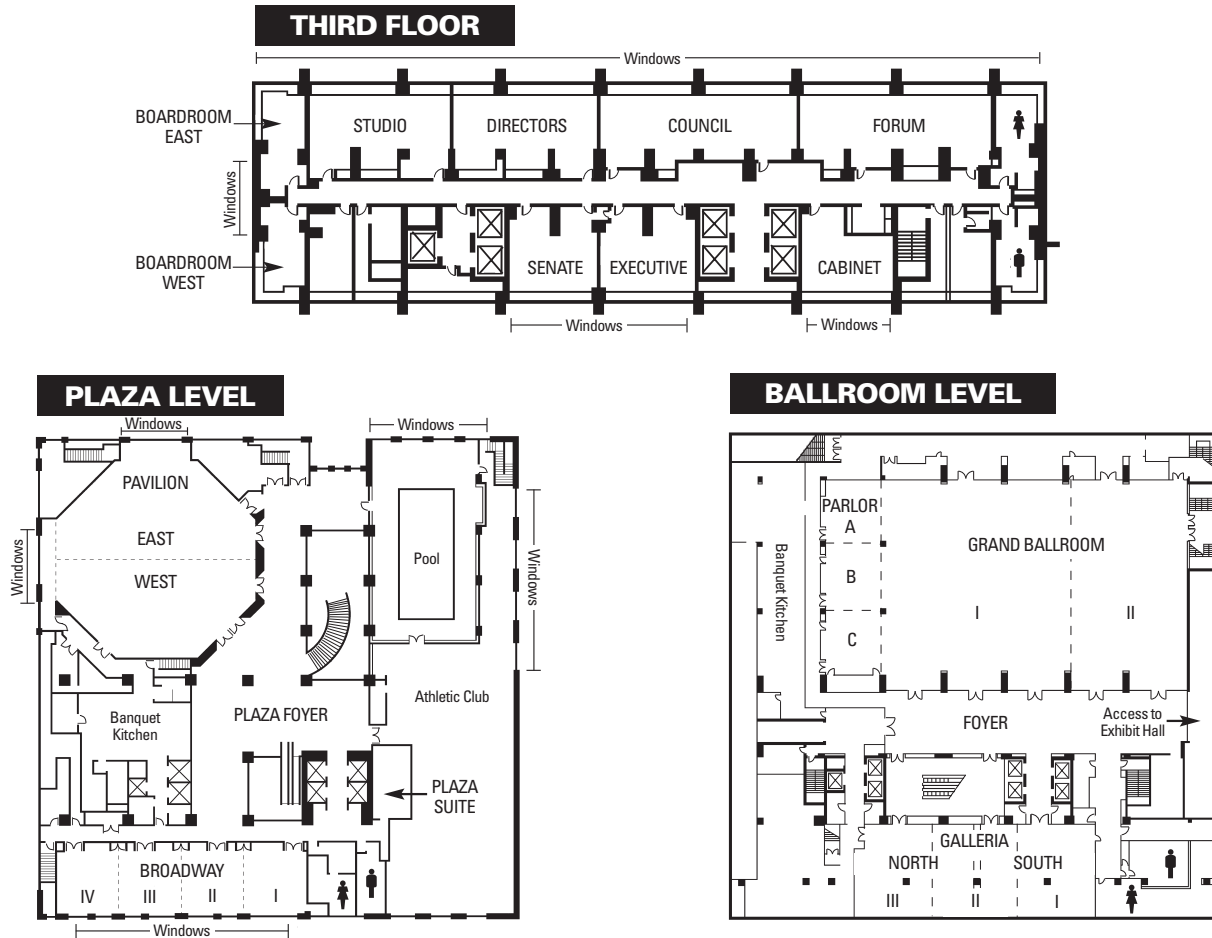 THIRD FLOOR
Windows
BOARDROOM
EAST
STUDIO
DIRECTORS
COUNCIL
FORUM
Windows
BOARDROOM
WEST
SENATE
EXECUTIVE
CABINET
Windows
Windows
PLAZA LEVEL
Windows
Windows
PAVILION
EAST
WEST
Windows
Pool
Windows
Athletic Club
Banquet
Kitchen
PLAZA FOYER
PLAZA
SUITE
BROADWAY
IV
III
II
I
Windows
BALLROOM LEVEL
PARLOR
A
B
C
Banquet Kitchen
GRAND BALLROOM
I
II
FOYER
Access to
Exhibit Hall
GALLERIA
NORTH
SOUTH
III
II
I